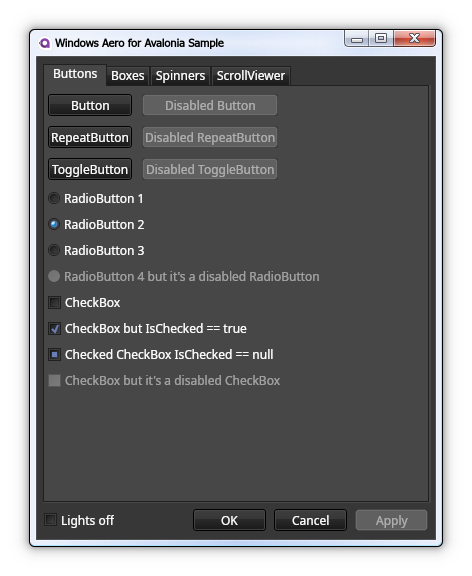 Windows Aero for Avalonia Sample
Buttons Boxes Spinners ScrollViewer
Button Disabled Button
RepeatButton Disabled RepeatButton
ToggleButton Disabled ToggleButton
RadioButton 1
RadioButton 2
RadioButton 3
RadioButton 4 but it's a disabled RadioButton
CheckBox
CheckBox but IsChecked == true
Checked CheckBox IsChecked == null
CheckBox but it's a disabled CheckBox
Lights off OK Cancel Apply